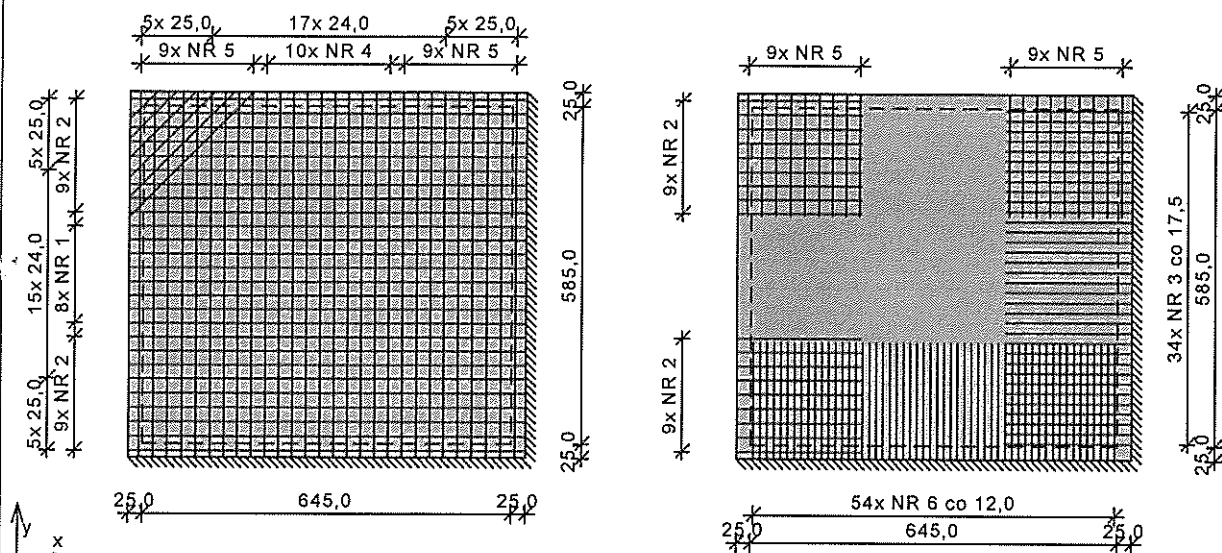 5x 25,0 17x 24,0 5x 25,0
9x NR 5 10x NR 4 9x NR 5
5x 25,0
15x 24,0
5x 25,0
9x NR 2
8x NR 1
9x NR 2
25,0
585,0
25,0
25,0 645,0 25,0
y
x
9x NR 5 9x NR 5
9x NR 2
9x NR 2
34x NR 3 co 17,5
25,0
585,0
25,0
54x NR 6 co 12,0
25,0 645,0 25,0